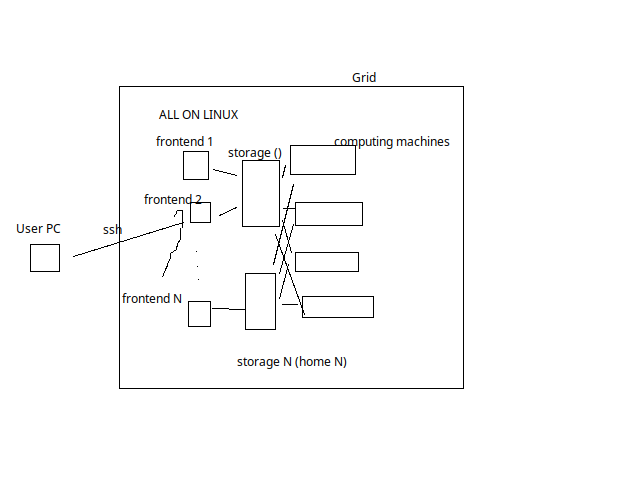 Grid
ALL ON LINUX
frontend 1
storage ()
computing machines
frontend 2
User PC
ssh
frontend N
storage N (home N)